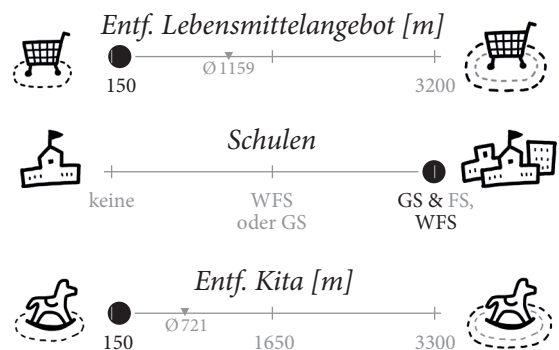 Entf. Lebensmittelangebot [m]
Ø 1159
150
3200
Schulen
keine
WFS
oder GS
GS & FS,
WFS
Entf. Kita [m]
Ø 721
150
1650
3300